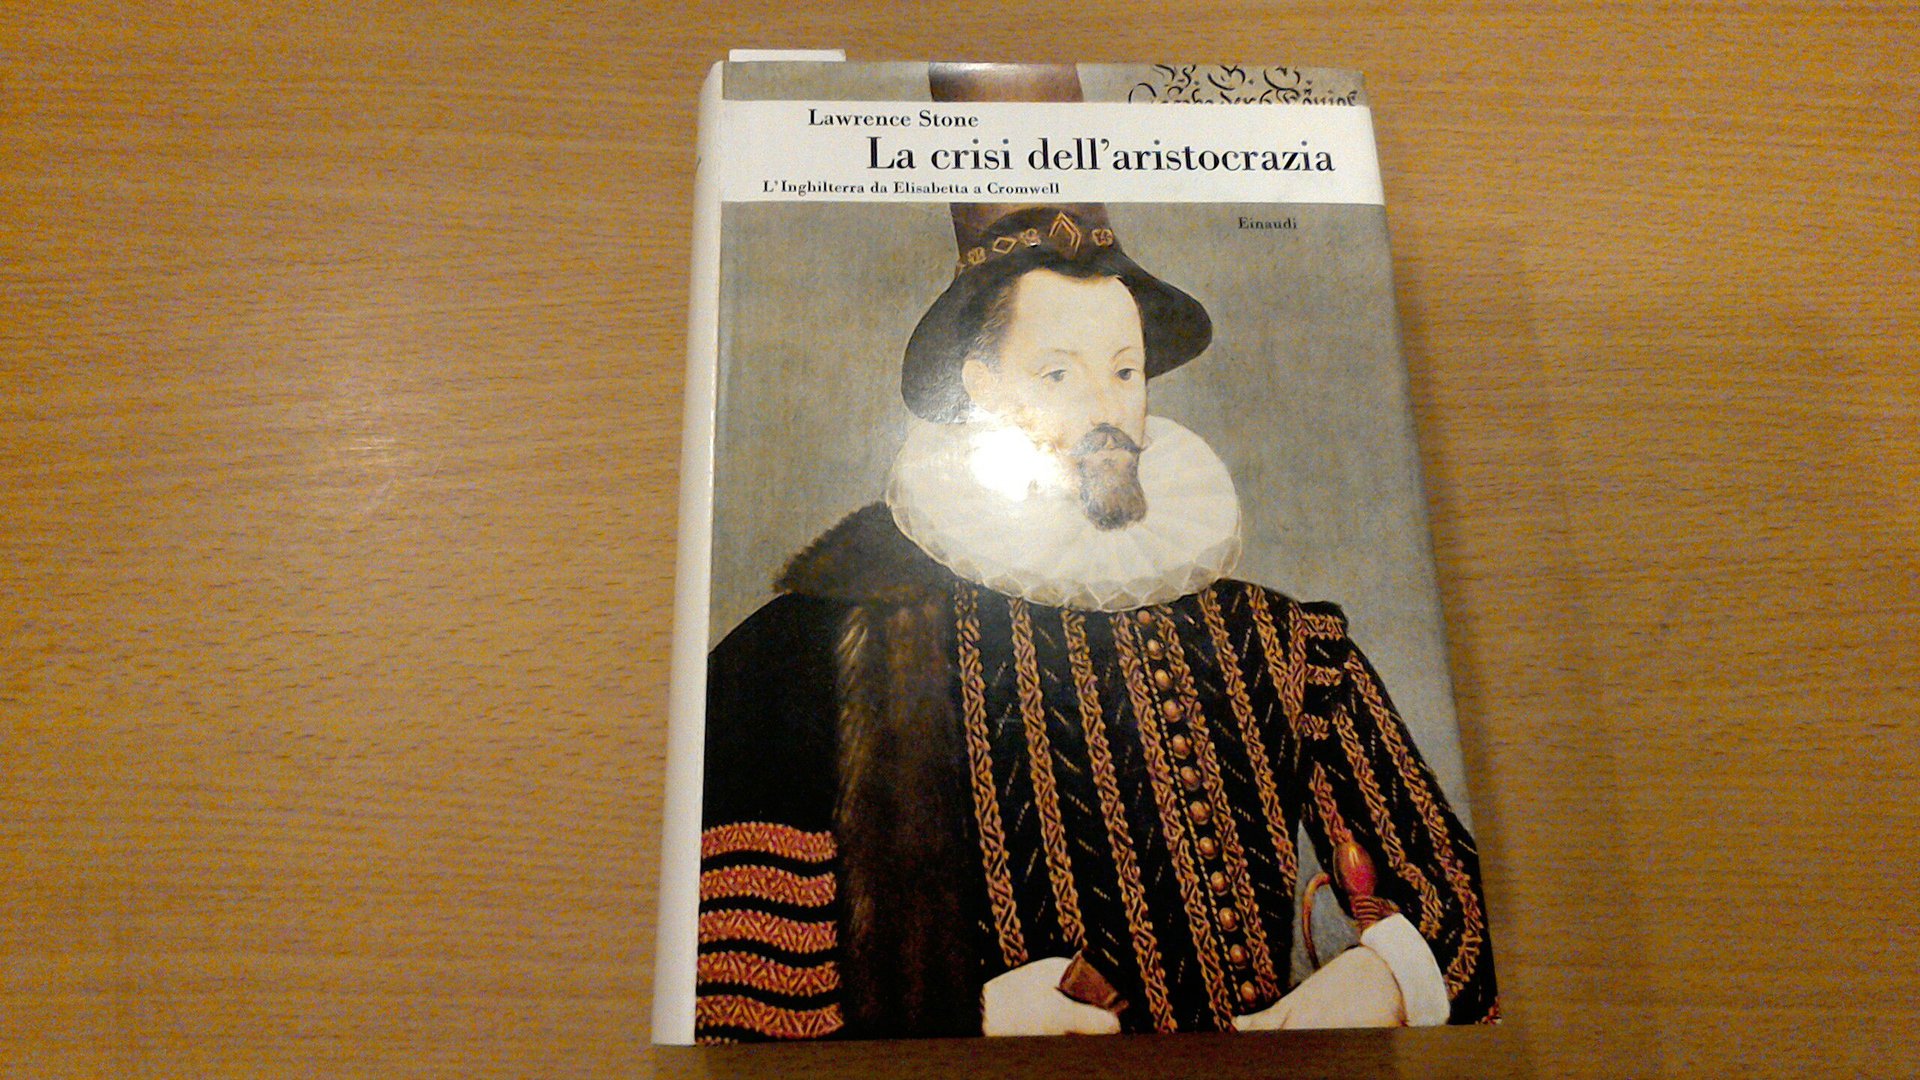 Lawrence Stone
La crisi dell'aristocrazia
L'Inghilterra da Elisabetta a Cromwell
Einaudi